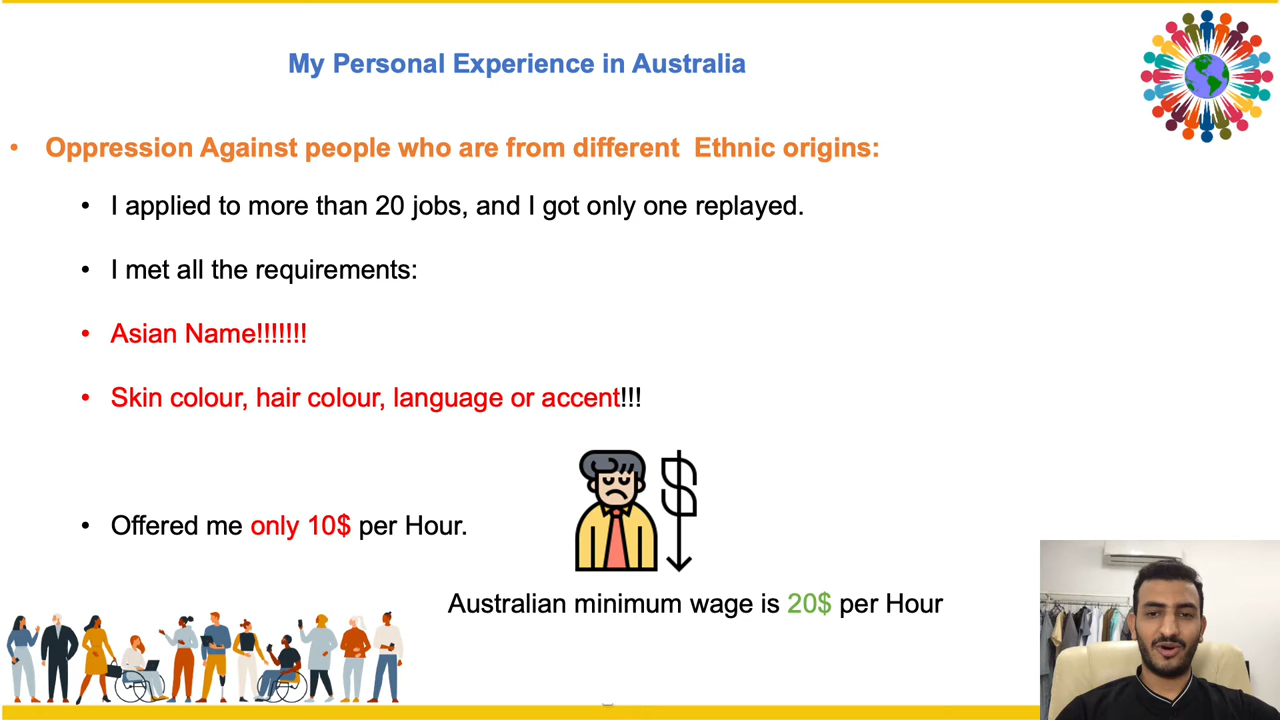 My Personal Experience in Australia
• Oppression Against people who are from different Ethnic origins:
• I applied to more than 20 jobs, and I got only one replayed.
• I met all the requirements:
• Asian Name!!!!!!!
• Skin colour, hair colour, language or accent!!!
• Offered me only 10$ per Hour.
Australian minimum wage is 20$ per Hour